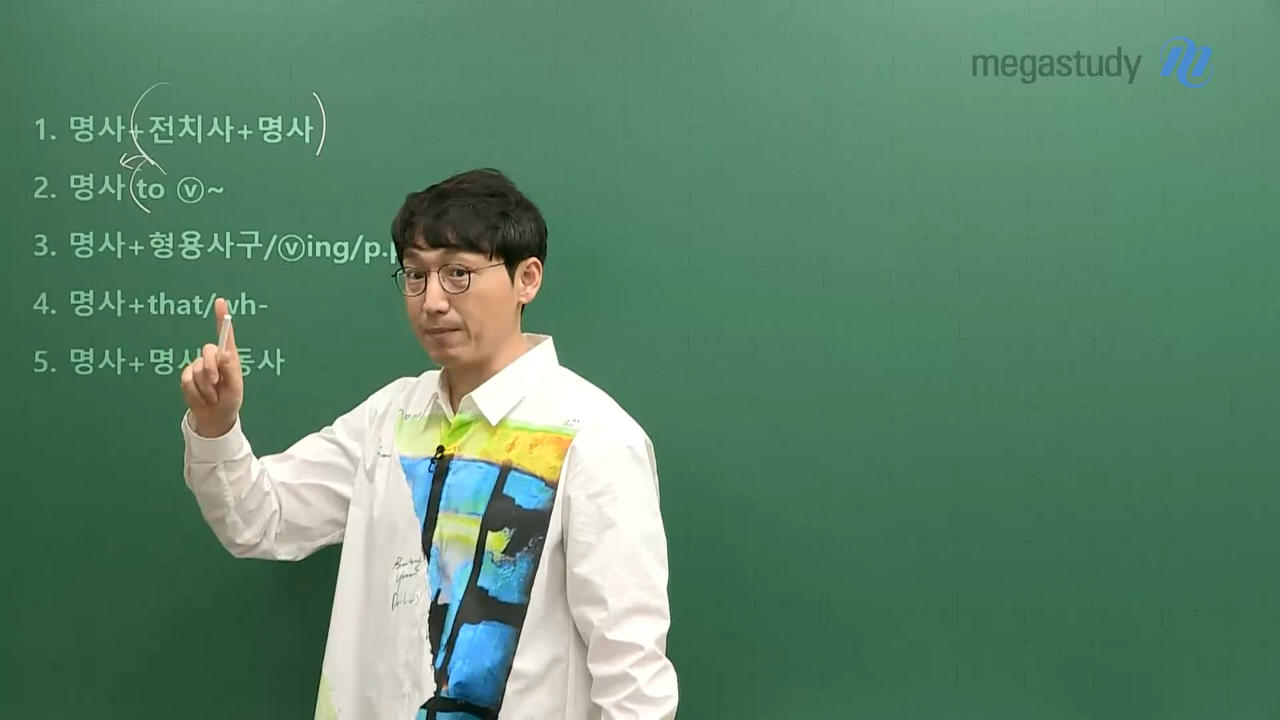 megastudy
1. 명사+(전치사+명사)
2. 명사(to ⓥ~
3. 명사+형용사구/ⓥing/p.p
4. 명사+that/wh-
5. 명사+명사 동사